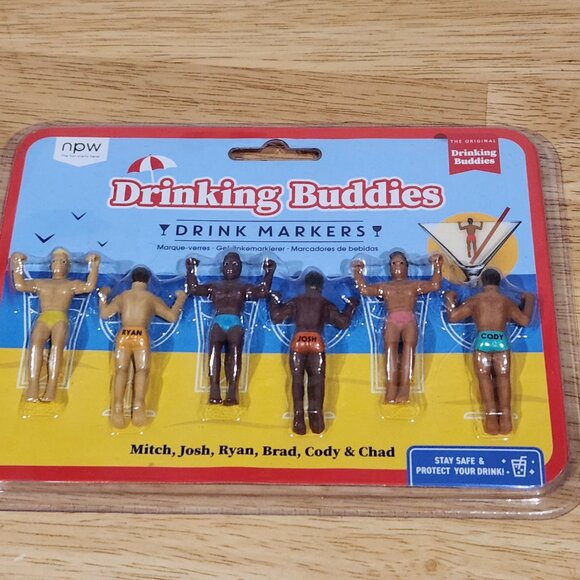 npw
the fun starts here
THE ORIGINAL
Drinking
Buddies
Drinking Buddies
DRINK MARKERS
Marque-verres • Getränkemarkierer • Marcadores de bebidas
RYAN
JOSH
CODY
Mitch, Josh, Ryan, Brad, Cody & Chad
STAY SAFE &
PROTECT YOUR DRINK!